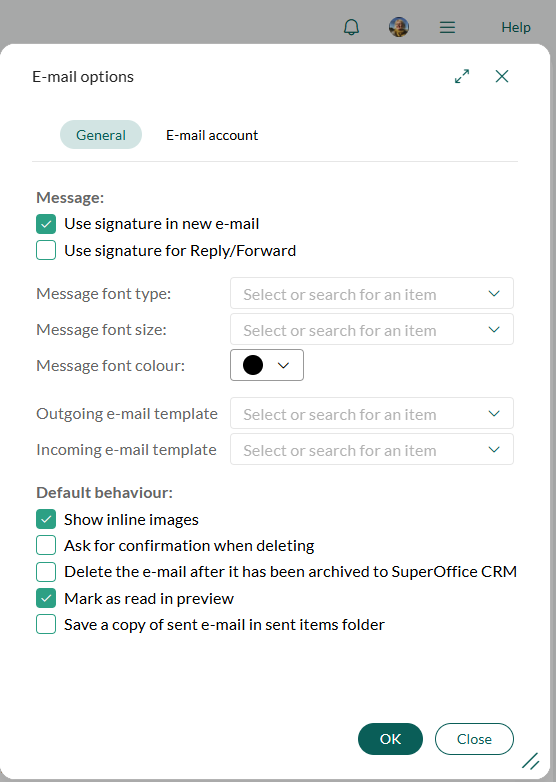 Help
E-mail options
General E-mail account
Message:
Use signature in new e-mail
Use signature for Reply/Forward
Message font type: Select or search for an item
Message font size: Select or search for an item
Message font colour:
Outgoing e-mail template Select or search for an item
Incoming e-mail template Select or search for an item
Default behaviour:
Show inline images
Ask for confirmation when deleting
Delete the e-mail after it has been archived to SuperOffice CRM
Mark as read in preview
Save a copy of sent e-mail in sent items folder
OK Close